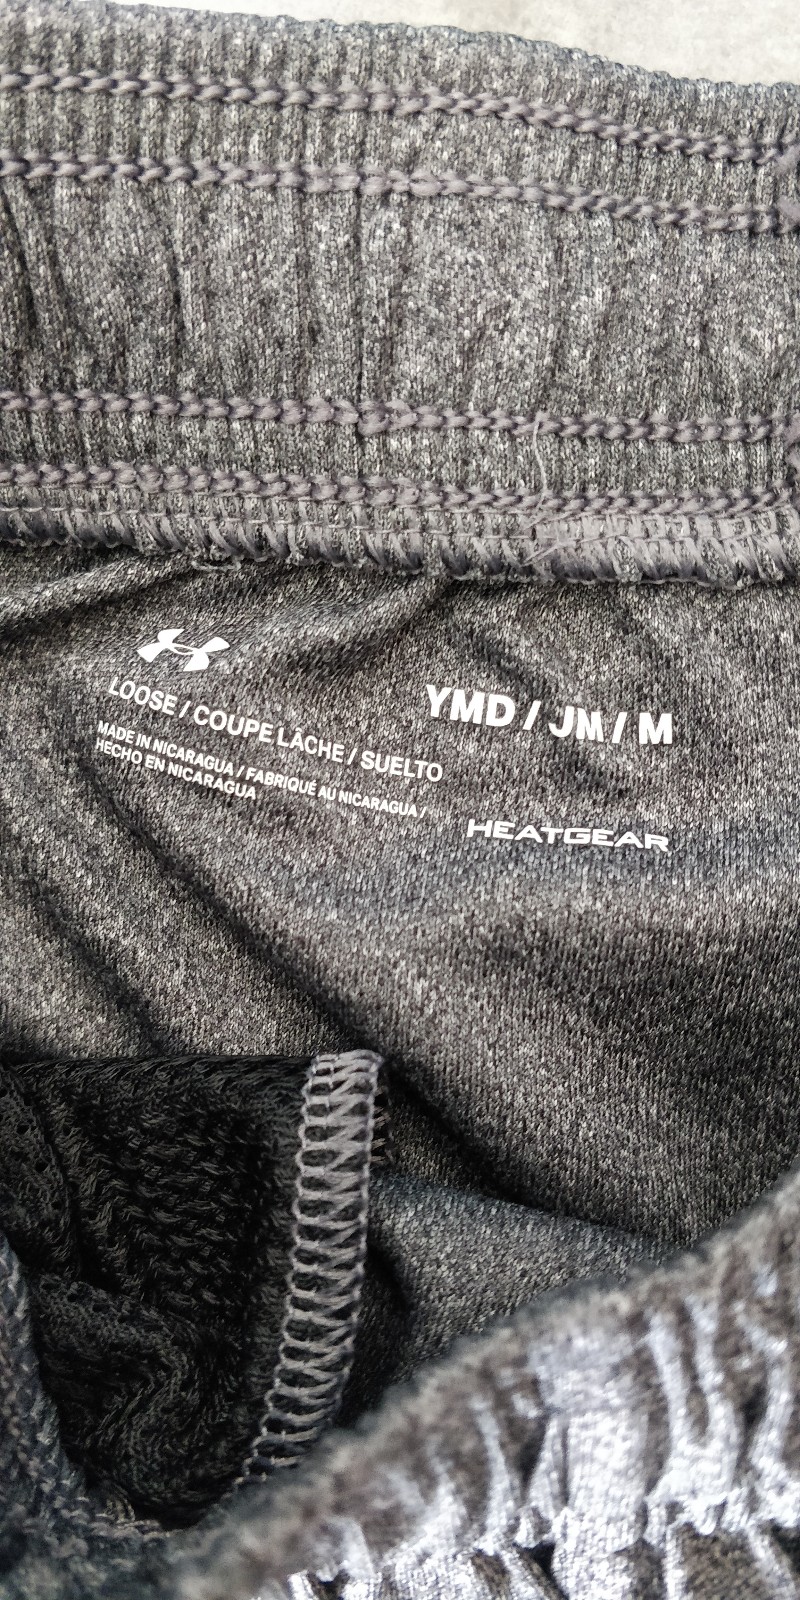 YMD / JM / M
LOOSE / COUPE LÂCHE / SUELTO
MADE IN NICARAGUA / FABRIQUÉ AU NICARAGUA /
HECHO EN NICARAGUA
HEATGEAR